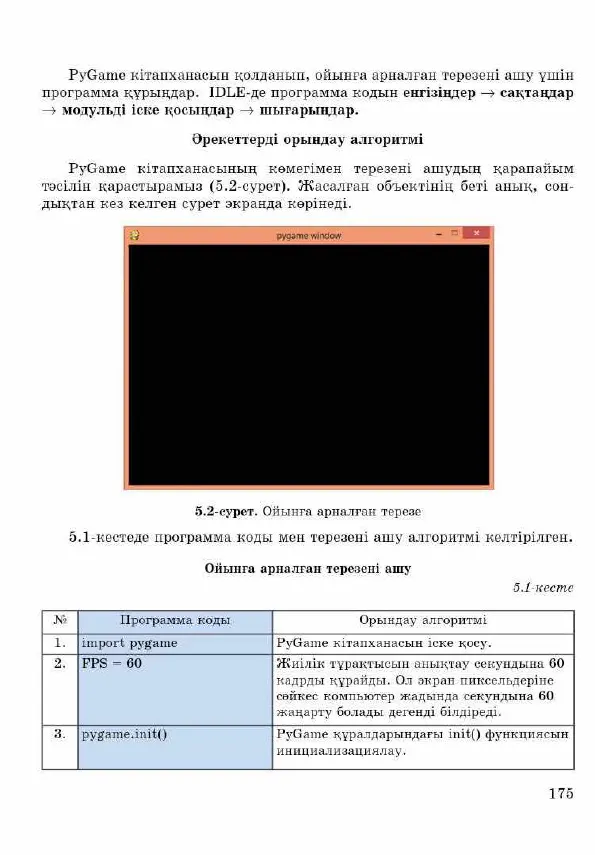 PyGame кітапханасын қолданып, ойынға арналған терезені ашу үшін
программа құрыңдар. IDLE-де программа кодын енгізіңдер → сақтаңдар
→ модульді іске қосыңдар → шығарыңдар.
Әрекеттерді орындау алгоритмі
PyGame кітапханасының көмегімен терезені ашудың қарапайым
тәсілін қарастырамыз (5.2-сурет). Жасалған объектінің беті анық, сон-
дықтан кез келген сурет экранда көрінеді.
pygame window
5.2-сурет. Ойынға арналған терезе
5.1-кестеде программа коды мен терезені ашу алгоритмі келтірілген.
Ойынға арналған терезені ашу
5.1-кесте
№ Программа коды Орындау алгоритмі
1. import pygame PyGame кітапханасын іске қосу.
2. FPS = 60 Жиілік тұрақтысын анықтау секундына 60
кадрды құрайды. Ол экран пиксельдеріне
сәйкес компьютер жадында секундына 60
жаңарту болады дегенді білдіреді.
3. pygame.init() PyGame құралдарындағы init() функциясын
инициализациялау.
175